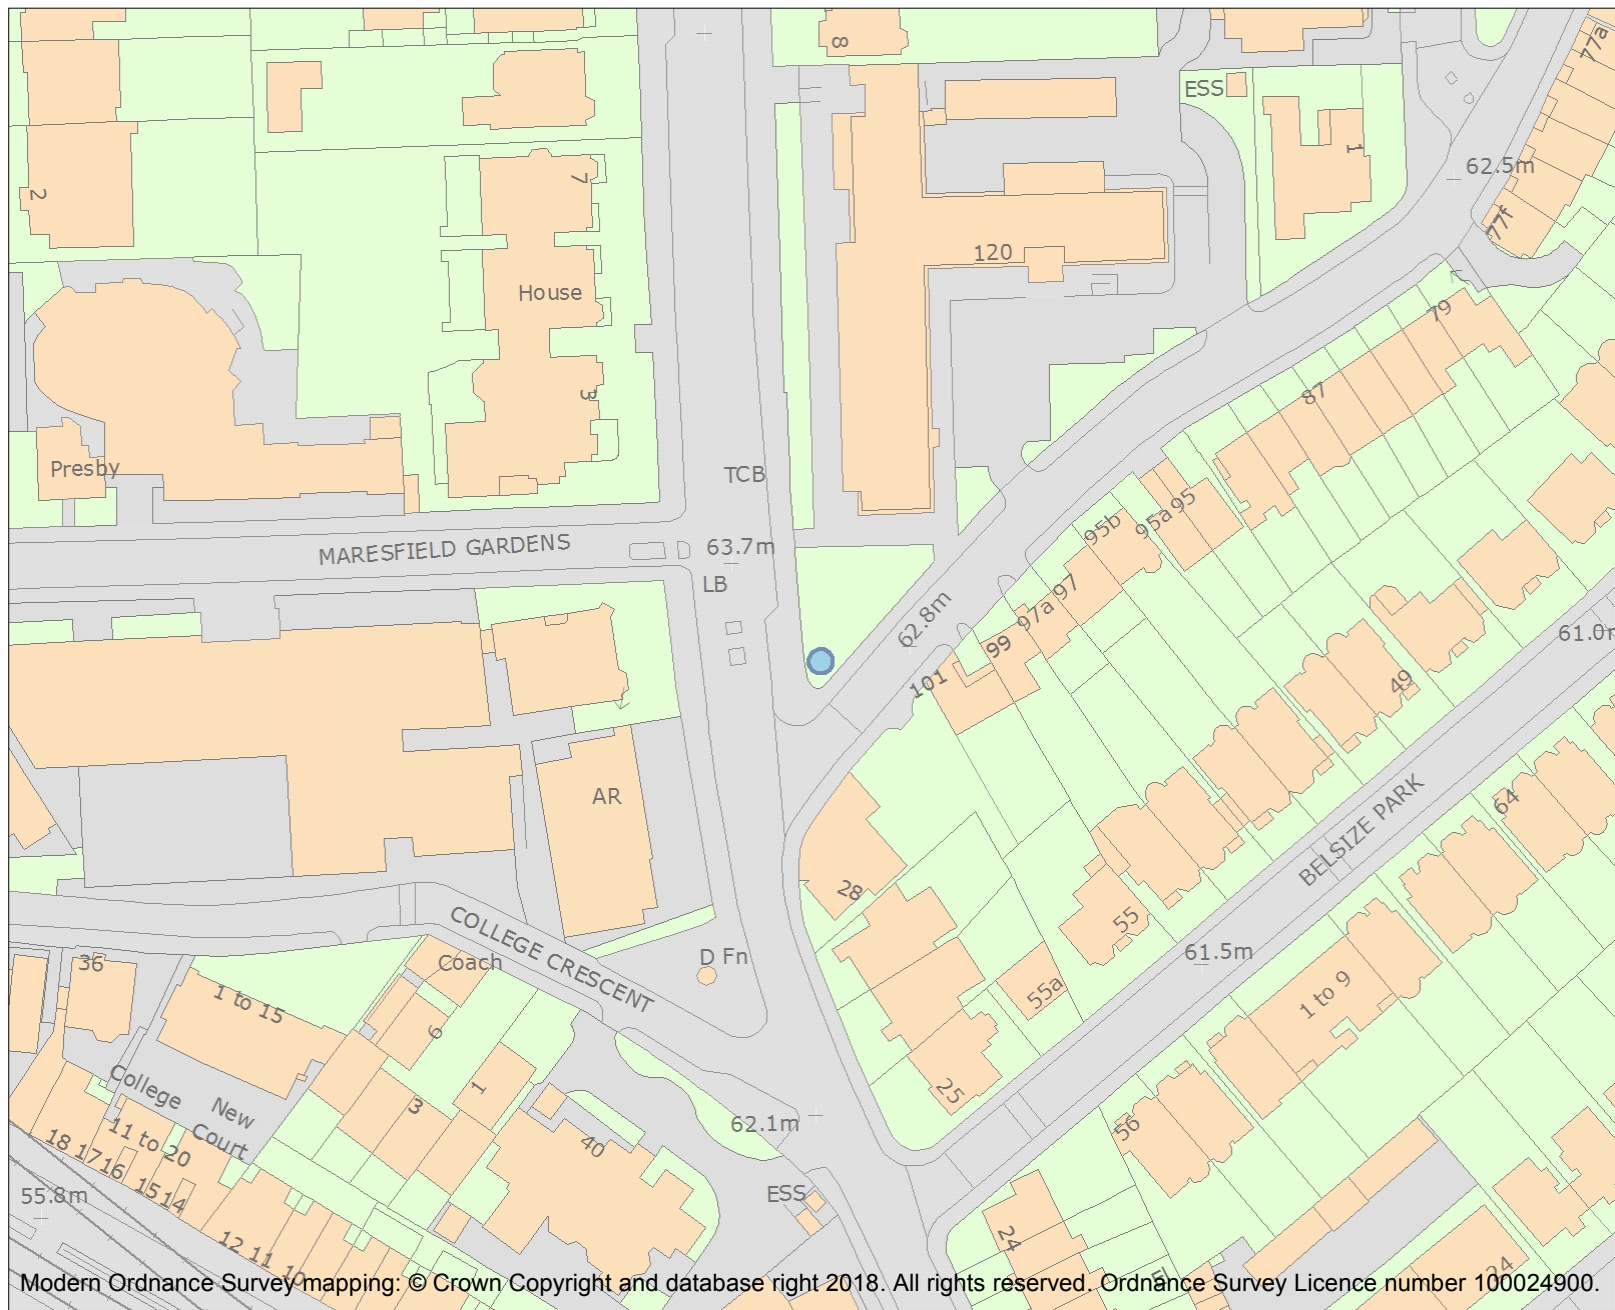 77a
8
ESS
1
62.5m
2
7
77f
120
House
79
3
87
TCB
Presby
95
95a
95b
MARESFIELD GARDENS
63.7m
LB
97
97a
62.8m
99
101
61.0m
49
AR
64
BELSIZE PARK
28
COLLEGE CRESCENT
55
D Fn
61.5m
36
Coach
55a
1 to 9
1 to 15
6
1
College
New
Court
3
25
62.1m
56
40
11 to 20
18
17
16
15
14
55.8m
ESS
12
11
10
24
24
El
Modern Ordnance Survey mapping: © Crown Copyright and database right 2018. All rights reserved. Ordnance Survey Licence number 100024900.